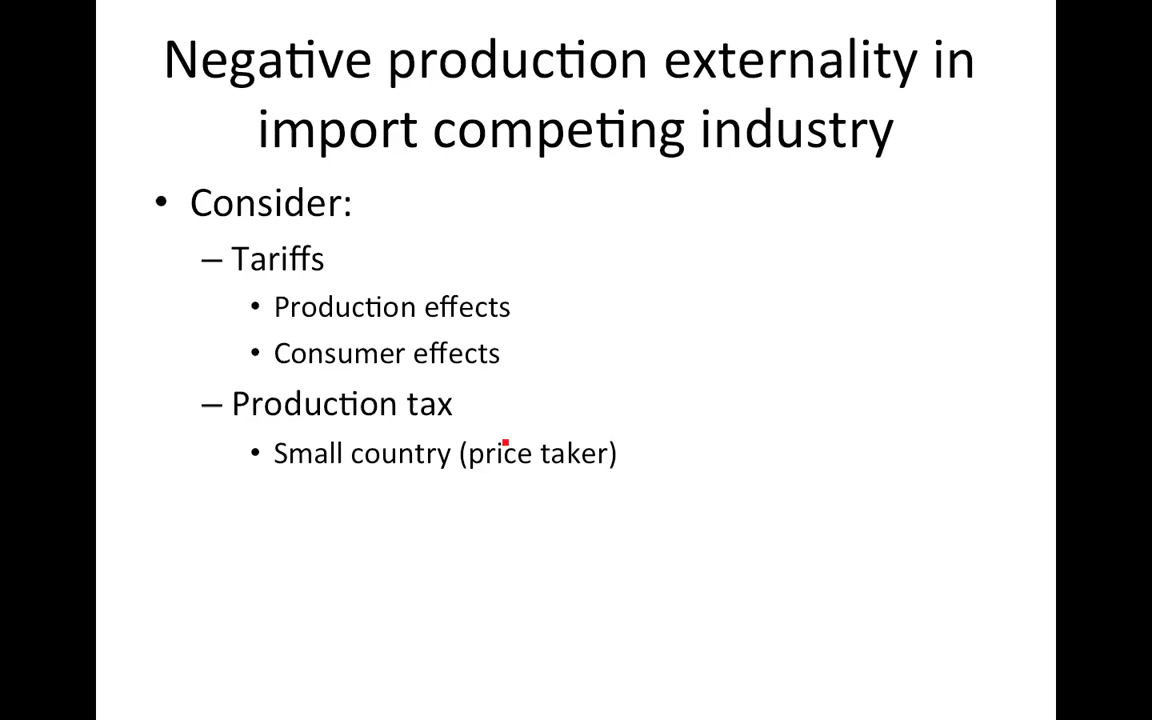 Negative production externality in
import competing industry
• Consider:
– Tariffs
• Production effects
• Consumer effects
– Production tax
• Small country (price taker)